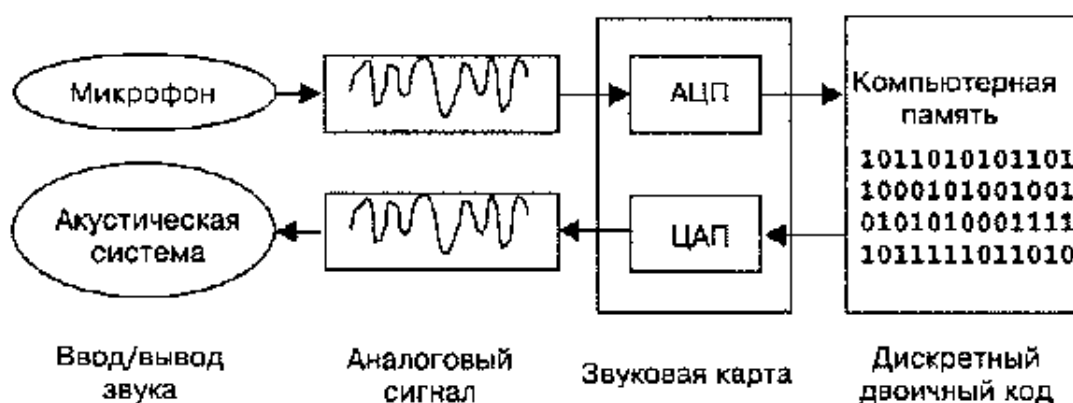 Микрофон
АЦП
Компьютерная
память
1011010101101
1000101001001
0101010001111
1011111011010
Акустическая
система
ЦАП
Ввод/вывод
звука
Аналоговый
сигнал
Звуковая карта
Дискретный
двоичный код